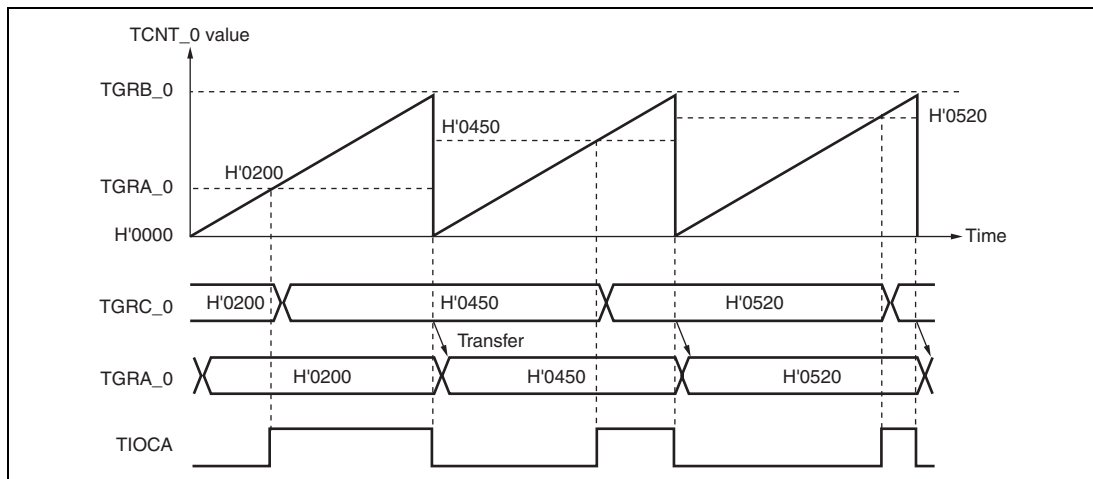 TCNT_0 value
TGRB_0
H'0450
H'0520
H'0200
TGRA_0
H'0000
Time
TGRC_0
H'0200
H'0450
H'0520
Transfer
TGRA_0
H'0200
H'0450
H'0520
TIOCA